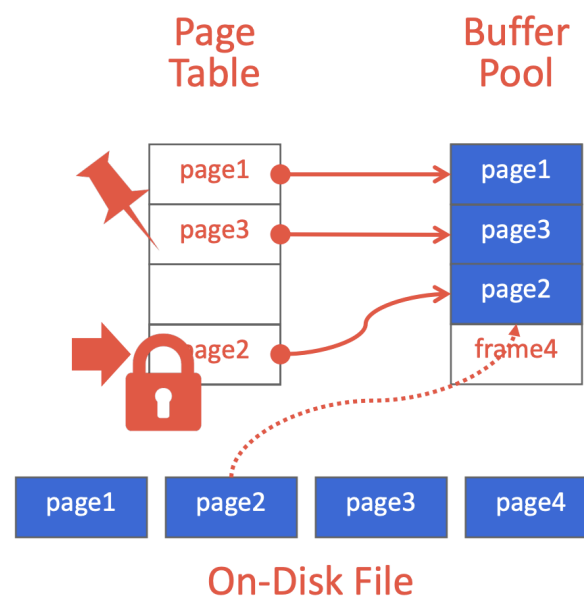 Page
Table
Buffer
Pool
page1
page1
page3
page3
page2
page2
frame4
page1
page2
page3
page4
On-Disk File